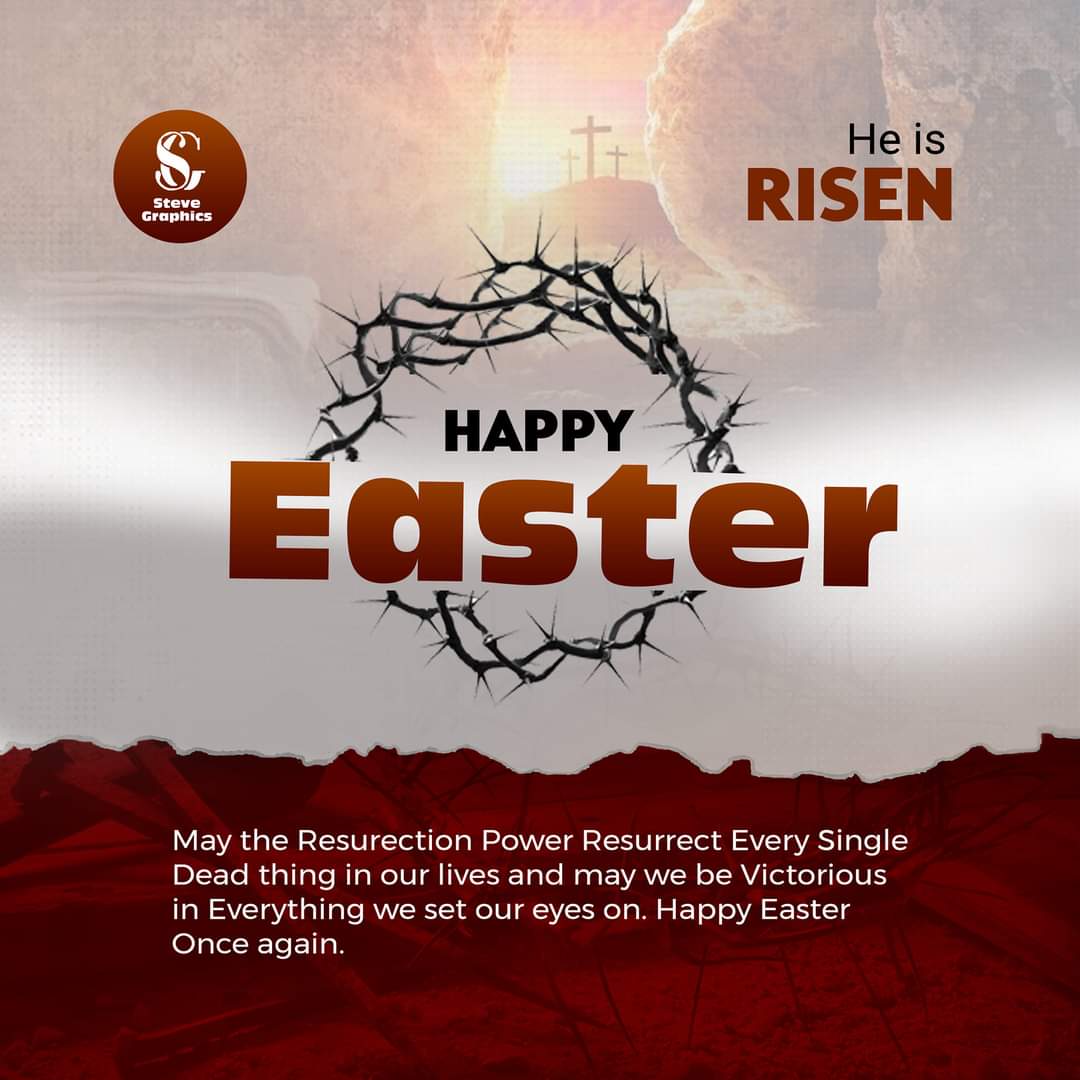 SG
Steve
Graphics
He is
RISEN
HAPPY
Easter
May the Resurection Power Resurrect Every Single
Dead thing in our lives and may we be Victorious
in Everything we set our eyes on. Happy Easter
Once again.